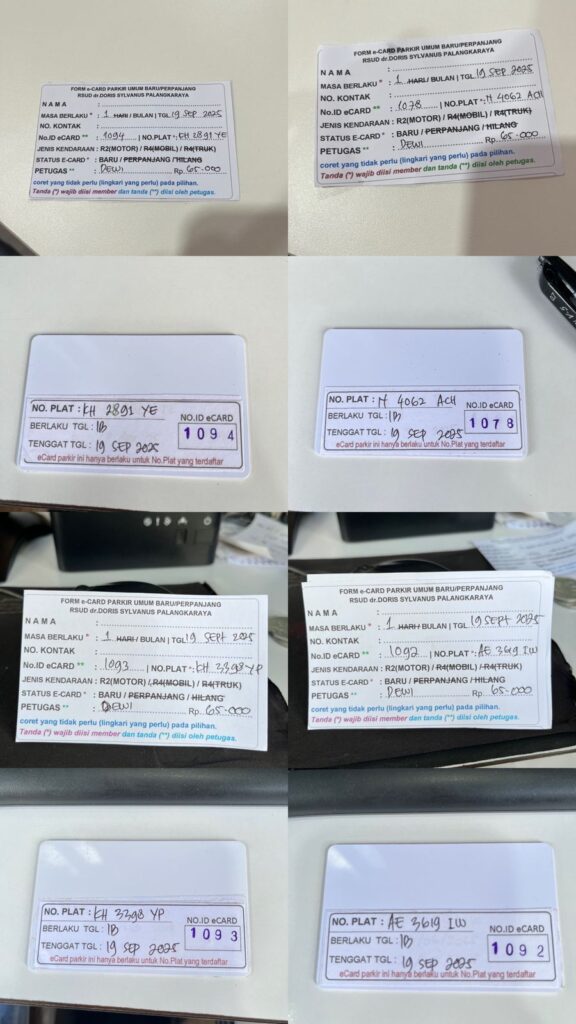 FORM e-CARD PARKIR UMUM BARU/PERPANJANG
RSUD dr.DORIS SYLVANUS PALANGKARAYA
N A M A :
MASA BERLAKU * : 1 HARI / BULAN | TGL 19 SEP 2025
NO. KONTAK :
No.ID eCARD ** : 1094 | NO.PLAT *: KH 2891 YE
JENIS KENDARAAN : R2(MOTOR) / R4(MOBIL) / R4(TRUK)
STATUS E-CARD * : BARU / PERPANJANG / HILANG
PETUGAS ** : DEWI Rp. 65.000
coret yang tidak perlu (lingkari yang perlu) pada pilihan.
Tanda (*) wajib diisi member dan tanda (**) diisi oleh petugas.
FORM e-CARD PARKIR UMUM BARU/PERPANJANG
RSUD dr.DORIS SYLVANUS PALANGKARAYA
N A M A :
MASA BERLAKU * : 1 HARI / BULAN | TGL 19 SEP 2025
NO. KONTAK :
No.ID eCARD ** : 1078 | NO.PLAT *: 4062 ACH
JENIS KENDARAAN : R2(MOTOR) / R4(MOBIL) / R4(TRUK)
STATUS E-CARD * : BARU / PERPANJANG / HILANG
PETUGAS ** : DEWI Rp. 65.000
coret yang tidak perlu (lingkari yang perlu) pada pilihan.
Tanda (*) wajib diisi member dan tanda (**) diisi oleh petugas.
NO. PLAT : KH 2891 YE
NO.ID eCARD
BERLAKU TGL : 1B
1094
TENGGAT TGL : 19 SEP 2025
eCard parkir ini hanya berlaku untuk No.Plat yang terdaftar
NO. PLAT : 4062 ACH
NO.ID eCARD
BERLAKU TGL : 1B
1078
TENGGAT TGL : 19 SEP 2025
eCard parkir ini hanya berlaku untuk No.Plat yang terdaftar
FORM e-CARD PARKIR UMUM BARU/PERPANJANG
RSUD dr.DORIS SYLVANUS PALANGKARAYA
N A M A :
MASA BERLAKU * : 1 HARI / BULAN | TGL 19 SEPT 2025
NO. KONTAK :
No.ID eCARD ** : 1093 | NO.PLAT *: KH 3398 YP
JENIS KENDARAAN : R2(MOTOR) / R4(MOBIL) / R4(TRUK)
STATUS E-CARD * : BARU / PERPANJANG / HILANG
PETUGAS ** : DEWI Rp. 65.000
coret yang tidak perlu (lingkari yang perlu) pada pilihan.
Tanda (*) wajib diisi member dan tanda (**) diisi oleh petugas.
FORM e-CARD PARKIR UMUM BARU/PERPANJANG
RSUD dr.DORIS SYLVANUS PALANGKARAYA
N A M A :
MASA BERLAKU * : 1 HARI / BULAN | TGL 19 SEPT 2025
NO. KONTAK :
No.ID eCARD ** : 1092 | NO.PLAT *: AE IW
JENIS KENDARAAN : R2(MOTOR) / R4(MOBIL) / R4(TRUK)
STATUS E-CARD * : BARU / PERPANJANG / HILANG
PETUGAS ** : DEWI Rp. 65.000
coret yang tidak perlu (lingkari yang perlu) pada pilihan.
Tanda (*) wajib diisi member dan tanda (**) diisi oleh petugas.
NO. PLAT : KH 3398 YP
NO.ID eCARD
BERLAKU TGL : 1B
1093
TENGGAT TGL : 19 SEP 2025
eCard parkir ini hanya berlaku untuk No.Plat yang terdaftar
NO. PLAT : AE 3619 IW
NO.ID eCARD
BERLAKU TGL : 1B
1092
TENGGAT TGL : 19 SEP 2025
eCard parkir ini hanya berlaku untuk No.Plat yang terdaftar